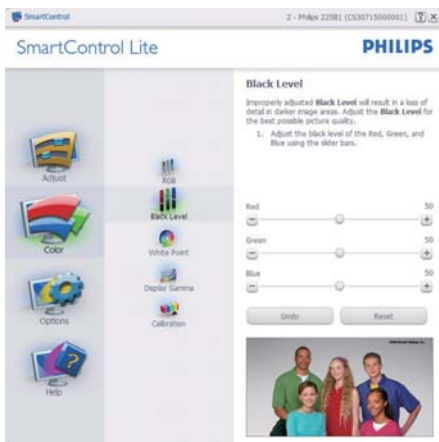 SmartControl
2 - Philips 225B1 (CS30715000001)
SmartControl Lite
PHILIPS
Adjust
Color
Options
Help
RGB
Black Level
White Point
Display Gamma
Calibration
Black Level
Improperly adjusted Black Level will result in a loss of
detail in darker image areas. Adjust the Black Level for
the best possible picture quality.
1. Adjust the black level of the Red, Green, and
Blue using the slider bars.
Red 50
Green 50
Blue 50
Undo Reset